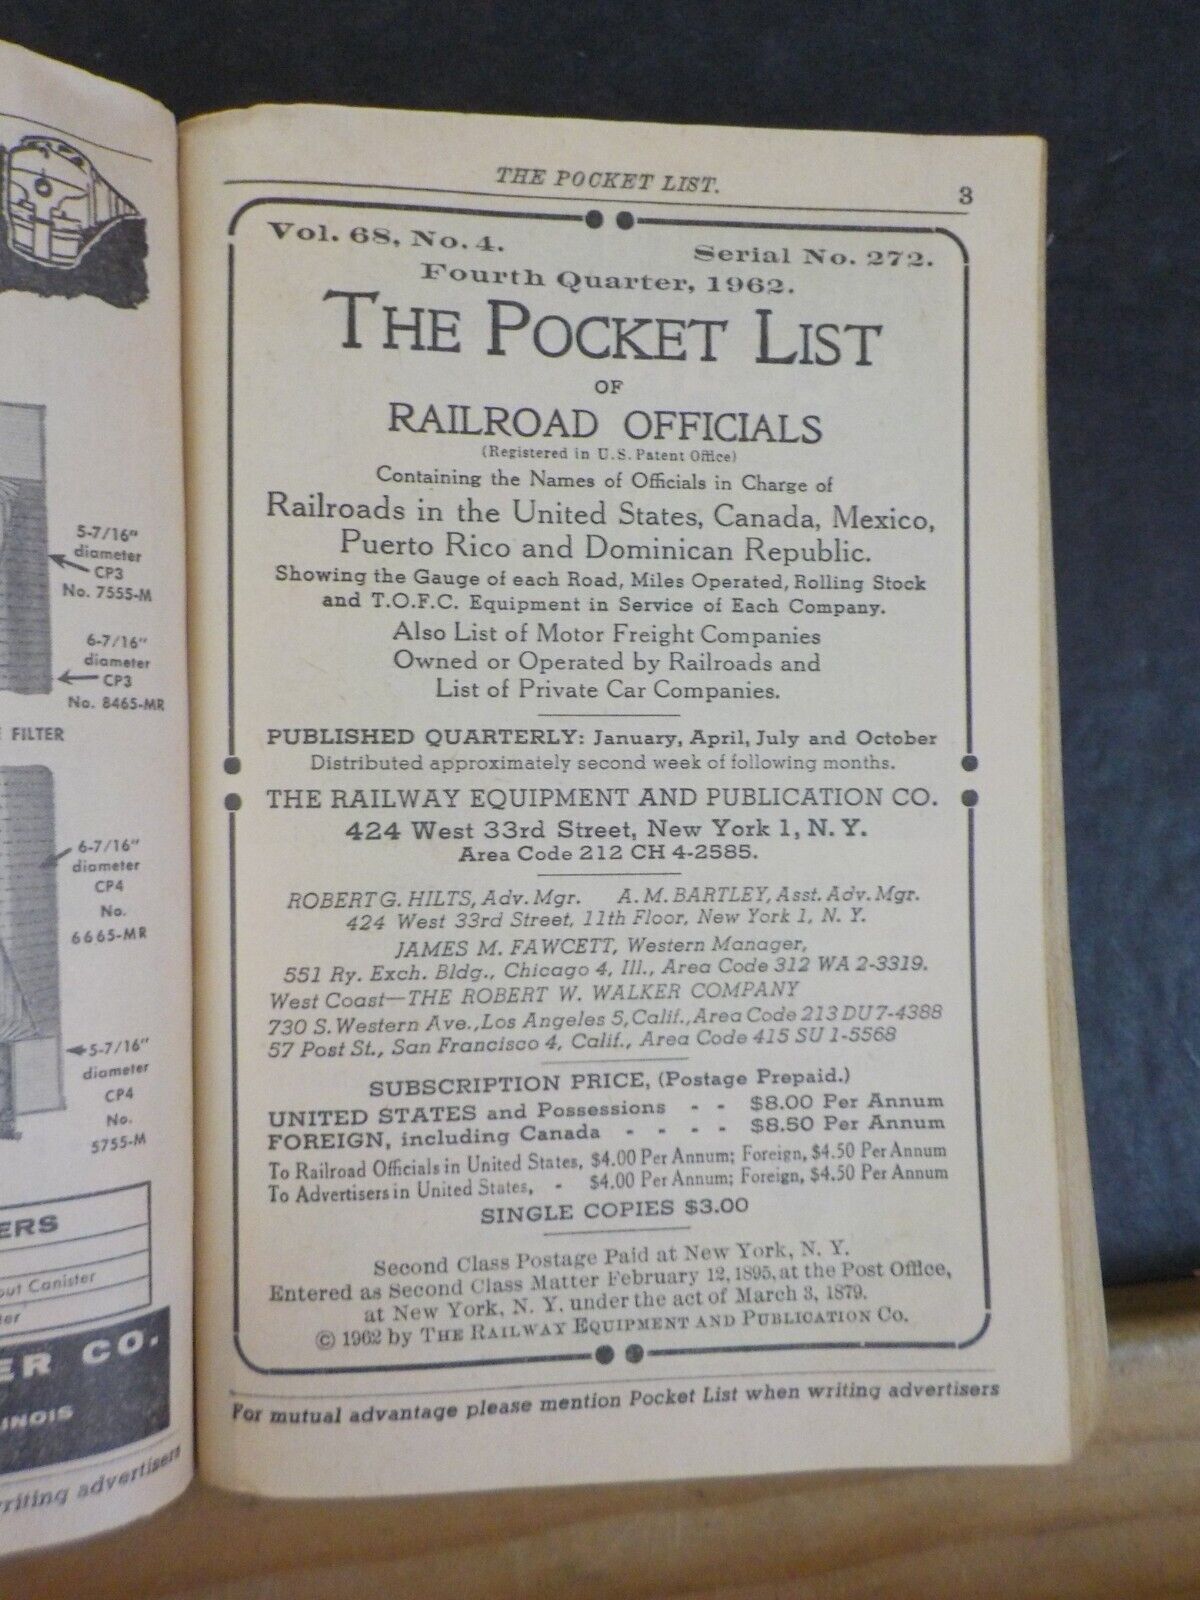 5-7/16"
diameter
CP3
No. 7555-M
6-7/16"
diameter
CP3
No. 8465-MR
FILTER
6-7/16"
diameter
CP4
No.
6665-MR
5-7/16"
diameter
CP4
No.
5755-M
ERS
out Canister
ER CO.
INOIS
writing advertisers
THE POCKET LIST.
3
Vol. 68, No. 4.
Serial No. 272.
Fourth Quarter, 1962.
THE POCKET LIST
OF
RAILROAD OFFICIALS
(Registered in U.S. Patent Office)
Containing the Names of Officials in Charge of
Railroads in the United States, Canada, Mexico,
Puerto Rico and Dominican Republic.
Showing the Gauge of each Road, Miles Operated, Rolling Stock
and T.O.F.C. Equipment in Service of Each Company.
Also List of Motor Freight Companies
Owned or Operated by Railroads and
List of Private Car Companies.
PUBLISHED QUARTERLY: January, April, July and October
Distributed approximately second week of following months.
THE RAILWAY EQUIPMENT AND PUBLICATION CO.
424 West 33rd Street, New York 1, N. Y.
Area Code 212 CH 4-2585.
ROBERT G. HILTS, Adv. Mgr. A. M. BARTLEY, Asst. Adv. Mgr.
424 West 33rd Street, 11th Floor, New York 1, N. Y.
JAMES M. FAWCETT, Western Manager,
551 Ry. Exch. Bldg., Chicago 4, Ill., Area Code 312 WA 2-3319.
West Coast—THE ROBERT W. WALKER COMPANY
730 S. Western Ave., Los Angeles 5, Calif., Area Code 213 DU 7-4388
57 Post St., San Francisco 4, Calif., Area Code 415 SU 1-5568
SUBSCRIPTION PRICE, (Postage Prepaid.)
UNITED STATES and Possessions - - $8.00 Per Annum
FOREIGN, including Canada - - - - $8.50 Per Annum
To Railroad Officials in United States, $4.00 Per Annum; Foreign, $4.50 Per Annum
To Advertisers in United States, - $4.00 Per Annum; Foreign, $4.50 Per Annum
SINGLE COPIES $3.00
Second Class Postage Paid at New York, N. Y.
Entered as Second Class Matter February 12, 1895, at the Post Office,
at New York, N. Y. under the act of March 3, 1879.
© 1962 by THE RAILWAY EQUIPMENT AND PUBLICATION CO.
For mutual advantage please mention Pocket List when writing advertisers